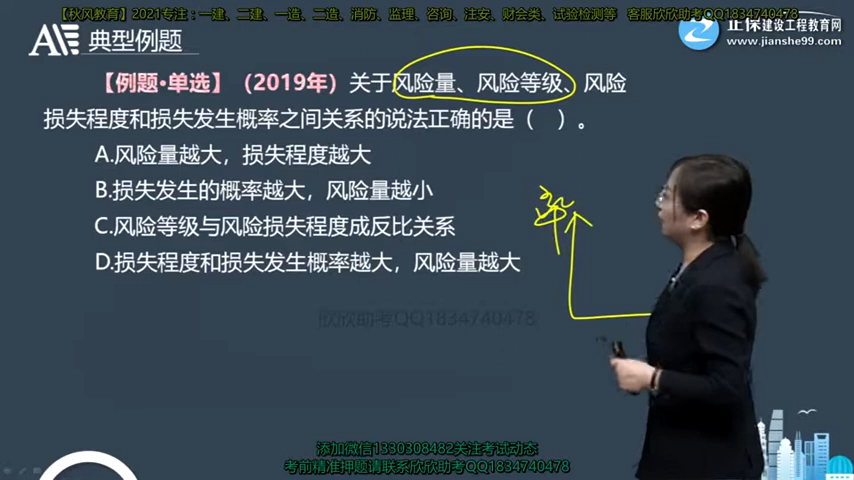 【秋风教育】2021专注：一建、二建、一造、二造、消防、监理、咨询、注安、财会类、试验检测等 客服欣欣助考QQ1834740478
正保建设工程教育网
www.jianshe99.com
典型例题
【例题·单选】（2019年）关于风险量、风险等级、风险
损失程度和损失发生概率之间关系的说法正确的是（ ）。
A.风险量越大，损失程度越大
B.损失发生的概率越大，风险量越小
C.风险等级与风险损失程度成反比关系
D.损失程度和损失发生概率越大，风险量越大
率
欣欣助考QQ1834740478
添加微信1330308482关注考试动态
考前精准押题请联系欣欣助考QQ1834740478